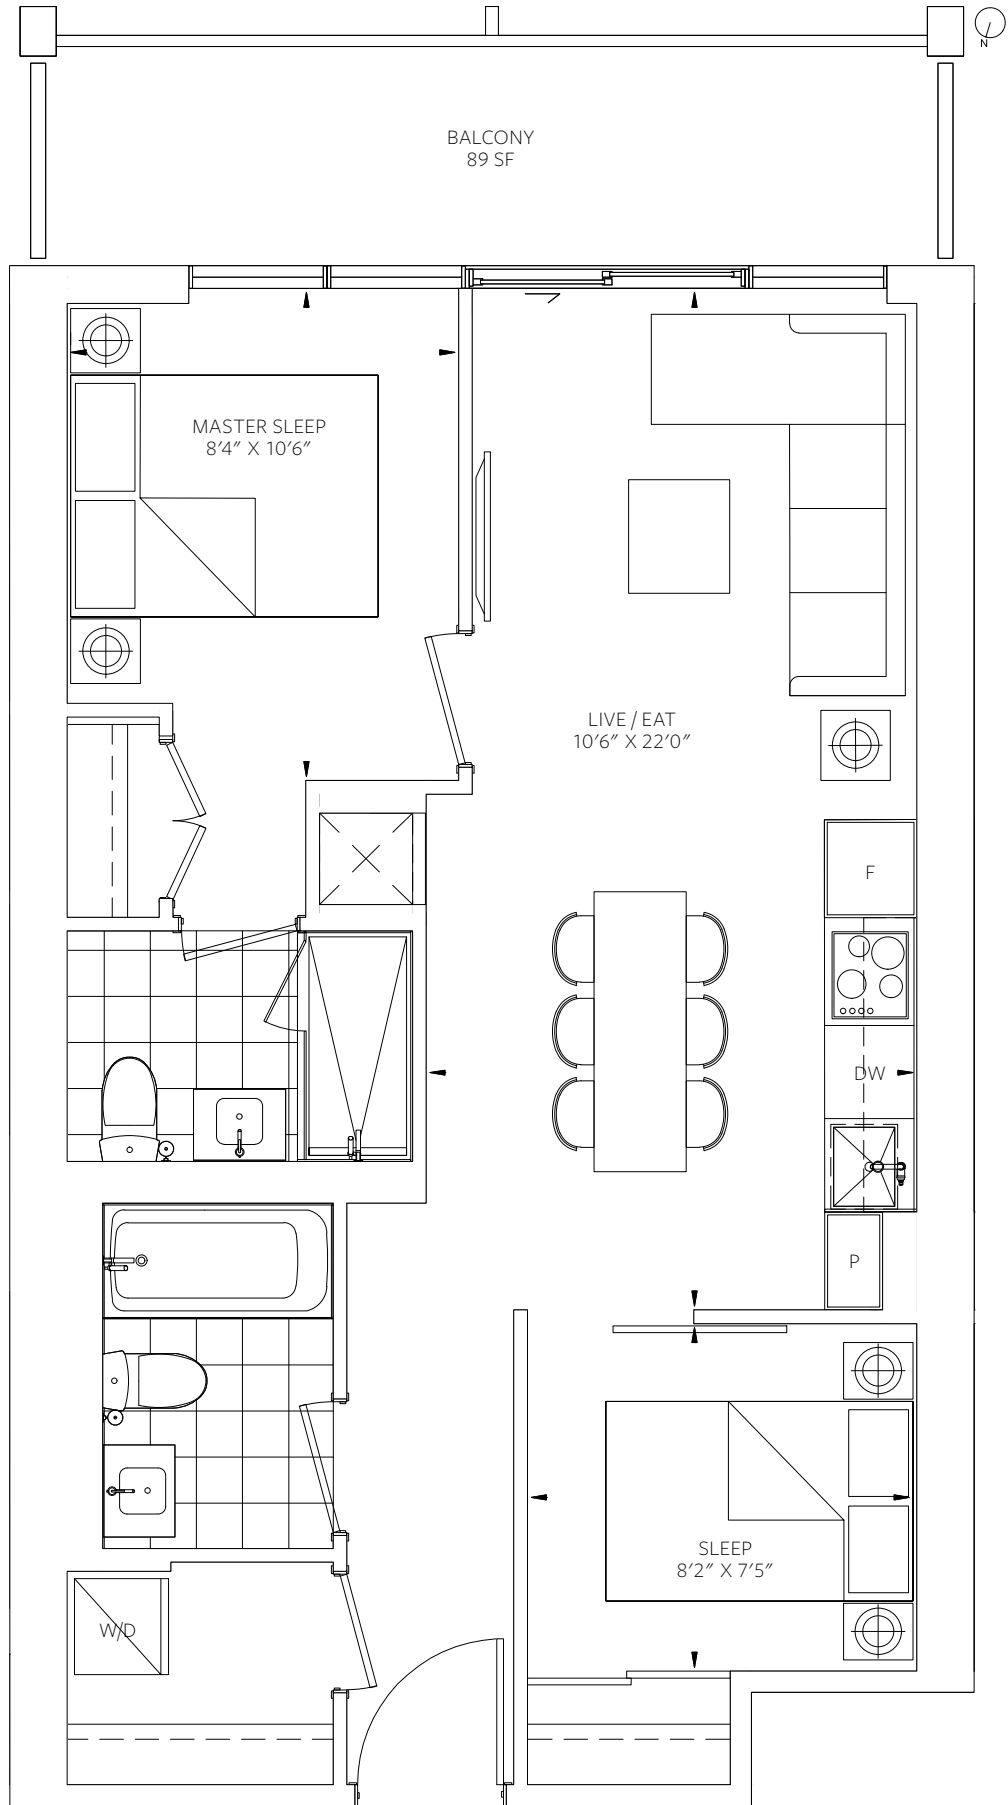 N
BALCONY
89 SF
MASTER SLEEP
8'4" X 10'6"
LIVE / EAT
10'6" X 22'0"
F
DW
P
SLEEP
8'2" X 7'5"
W/D